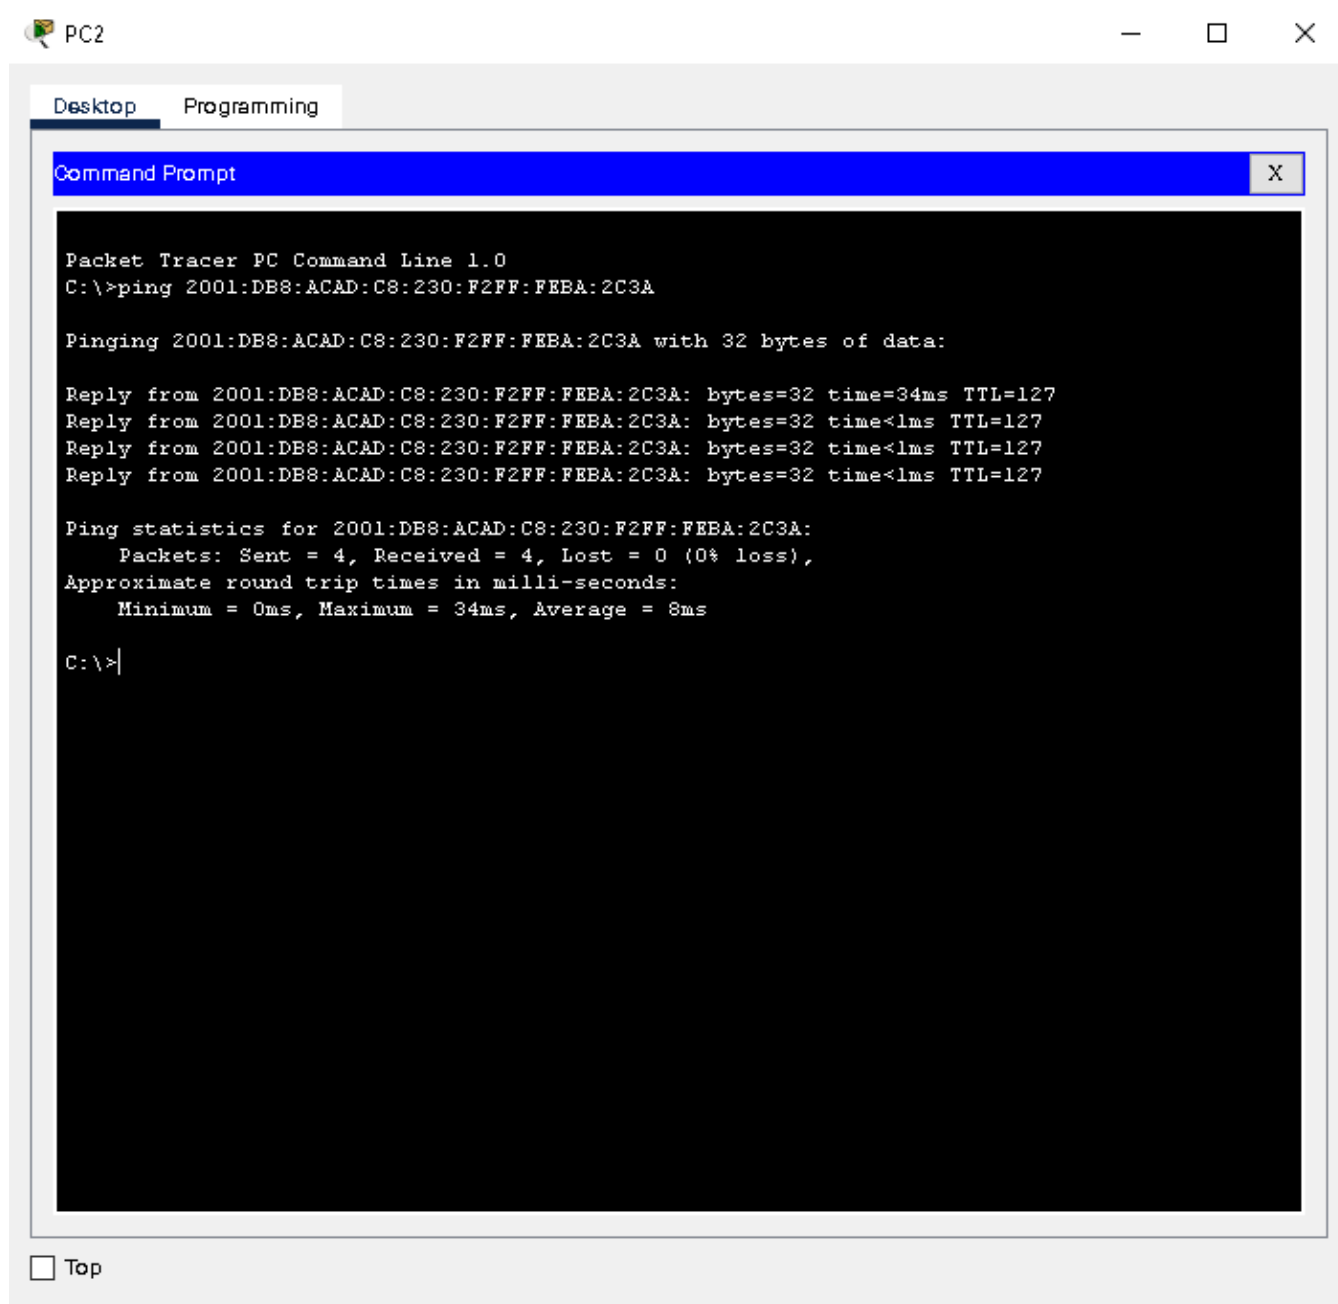 PC2
Desktop Programming
Command Prompt X
Packet Tracer PC Command Line 1.0
C:\>ping 2001:DB8:ACAD:C8:230:F2FF:FEBA:2C3A
Pinging 2001:DB8:ACAD:C8:230:F2FF:FEBA:2C3A with 32 bytes of data:
Reply from 2001:DB8:ACAD:C8:230:F2FF:FEBA:2C3A: bytes=32 time=34ms TTL=127
Reply from 2001:DB8:ACAD:C8:230:F2FF:FEBA:2C3A: bytes=32 time<1ms TTL=127
Reply from 2001:DB8:ACAD:C8:230:F2FF:FEBA:2C3A: bytes=32 time<1ms TTL=127
Reply from 2001:DB8:ACAD:C8:230:F2FF:FEBA:2C3A: bytes=32 time<1ms TTL=127
Ping statistics for 2001:DB8:ACAD:C8:230:F2FF:FEBA:2C3A:
Packets: Sent = 4, Received = 4, Lost = 0 (0% loss),
Approximate round trip times in milli-seconds:
Minimum = 0ms, Maximum = 34ms, Average = 8ms
C:\>
Top